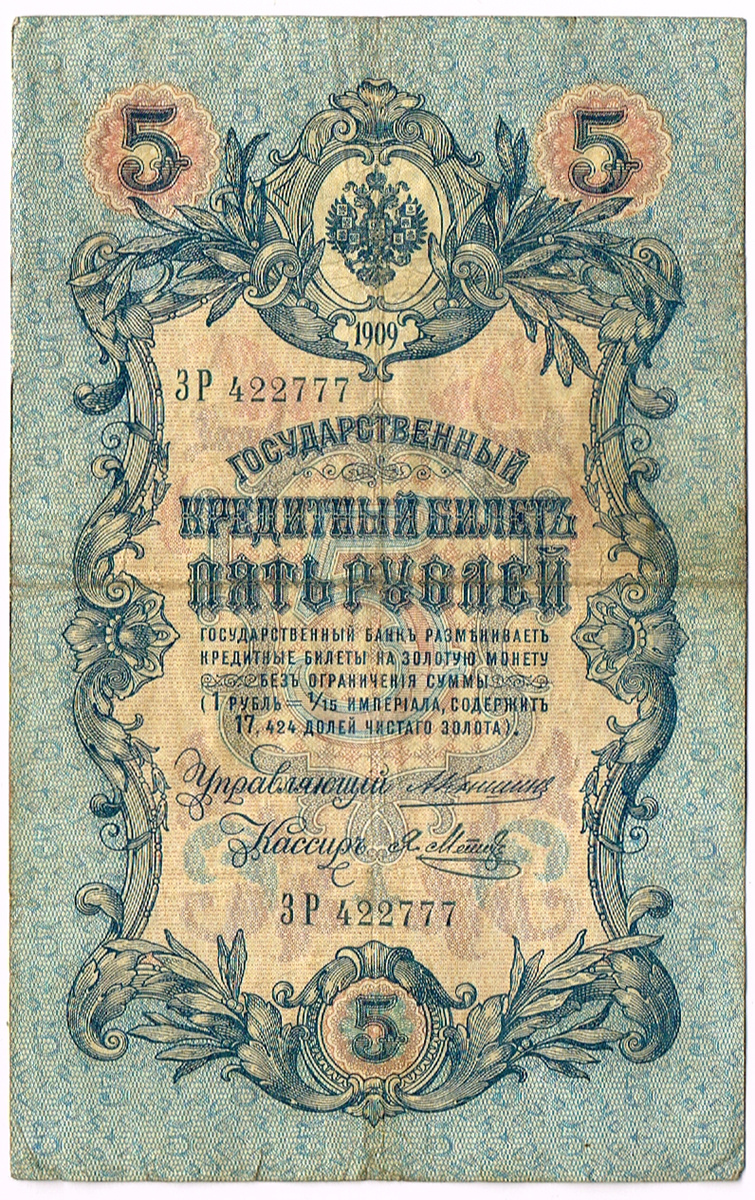 5 5
1909
ЗР 422777
ГОСУДАРСТВЕННЫЙ
КРЕДИТНЫЙ БИЛЕТЪ
ПЯТЬ РУБЛЕЙ
ГОСУДАРСТВЕННЫЙ БАНКЪ РАЗМѢНИВАЕТЪ
КРЕДИТНЫЕ БИЛЕТЫ НА ЗОЛОТУЮ МОНЕТУ
БЕЗЪ ОГРАНИЧЕНІЯ СУММЫ
(1 РУБЛЬ = 1/15 ИМПЕРІАЛА, СОДЕРЖИТЪ
17,424 ДОЛЕЙ ЧИСТАГО ЗОЛОТА).
Управляющій
Кассиръ Я. Метцъ
ЗР 422777
5